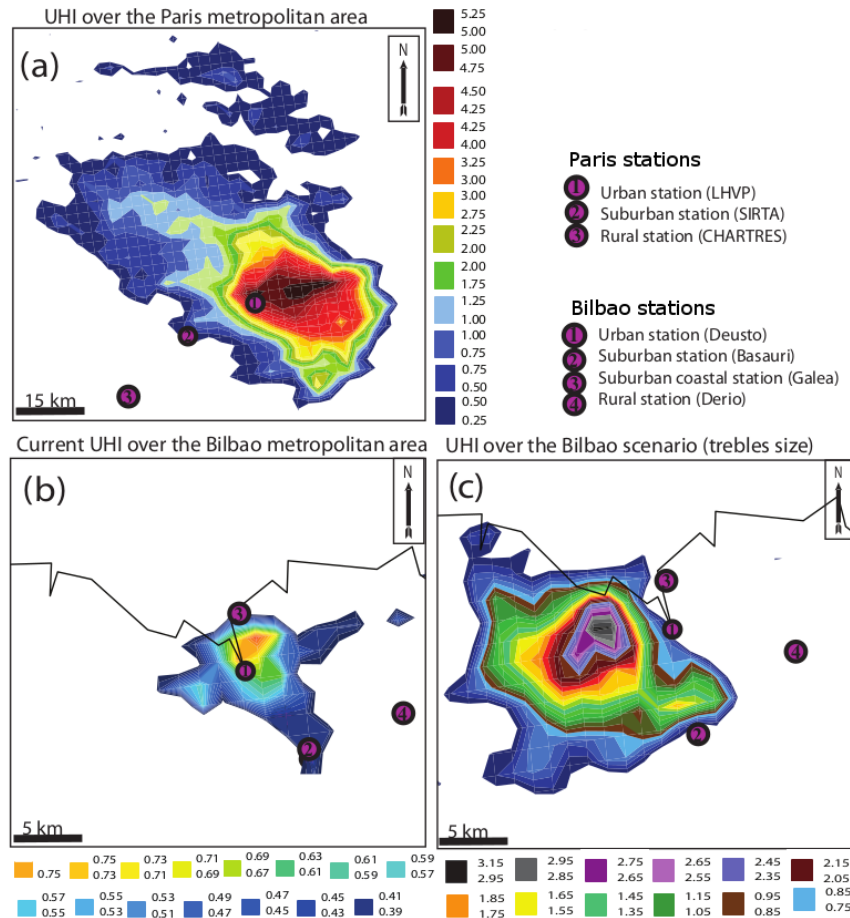 UHI over the Paris metropolitan area
(a)
N
15 km
1
2
3
5.25
5.00
5.00
4.75
4.50
4.25
4.25
4.00
3.25
3.00
3.00
2.75
2.25
2.00
2.00
1.75
1.25
1.00
1.00
0.75
0.75
0.50
0.50
0.25
Paris stations
1 Urban station (LHVP)
2 Suburban station (SIRTA)
3 Rural station (CHARTRES)
Bilbao stations
1 Urban station (Deusto)
2 Suburban station (Basauri)
3 Suburban coastal station (Galea)
4 Rural station (Derio)
Current UHI over the Bilbao metropolitan area
(b)
N
3
1
4
2
5 km
0.75 0.75 0.73 0.71 0.69 0.63 0.61 0.59
0.73 0.71 0.69 0.67 0.61 0.59 0.57
0.57 0.55 0.53 0.49 0.47 0.45 0.41
0.55 0.53 0.51 0.47 0.45 0.43 0.39
UHI over the Bilbao scenario (trebles size)
(c)
N
3
1
4
2
5 km
3.15 2.95 2.75 2.65 2.45 2.15
2.95 2.85 2.65 2.55 2.35 2.05
1.85 1.65 1.45 1.15 0.95 0.85
1.75 1.55 1.35 1.05 0.85 0.75